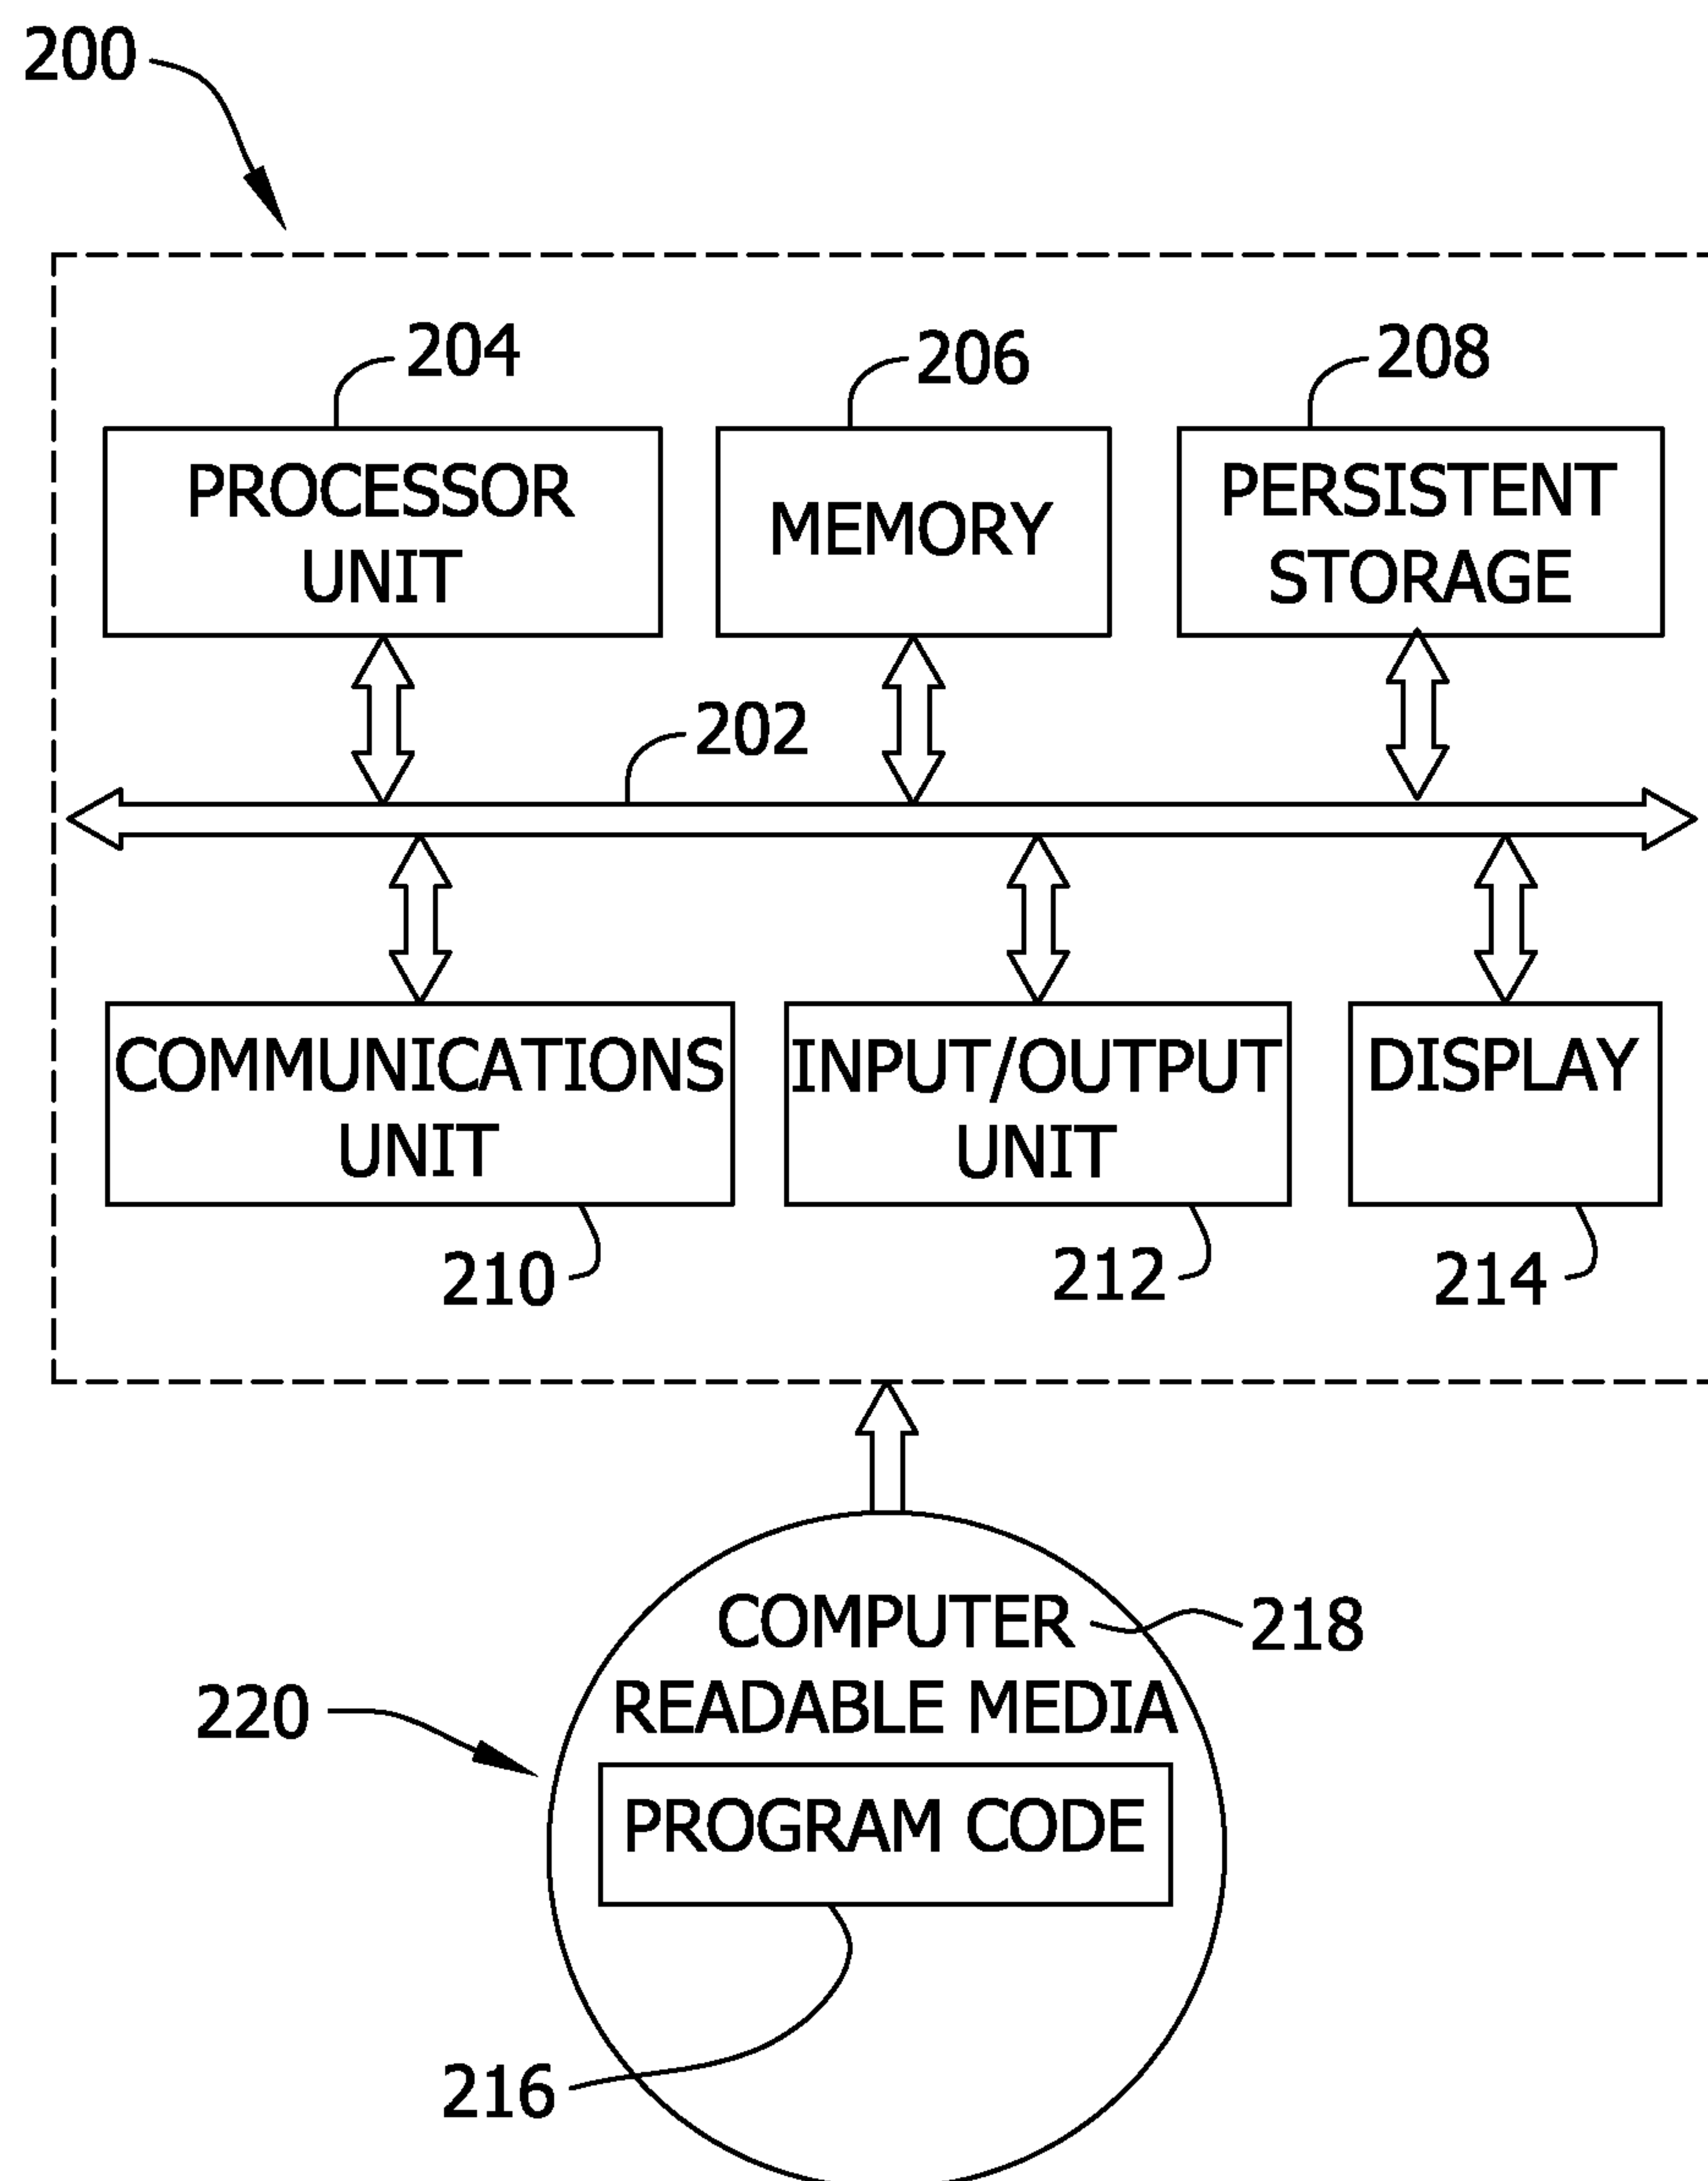 200
204
206
208
PROCESSOR
UNIT
MEMORY
PERSISTENT
STORAGE
202
COMMUNICATIONS
UNIT
INPUT/OUTPUT
UNIT
DISPLAY
210
212
214
COMPUTER
READABLE MEDIA
218
220
PROGRAM CODE
216